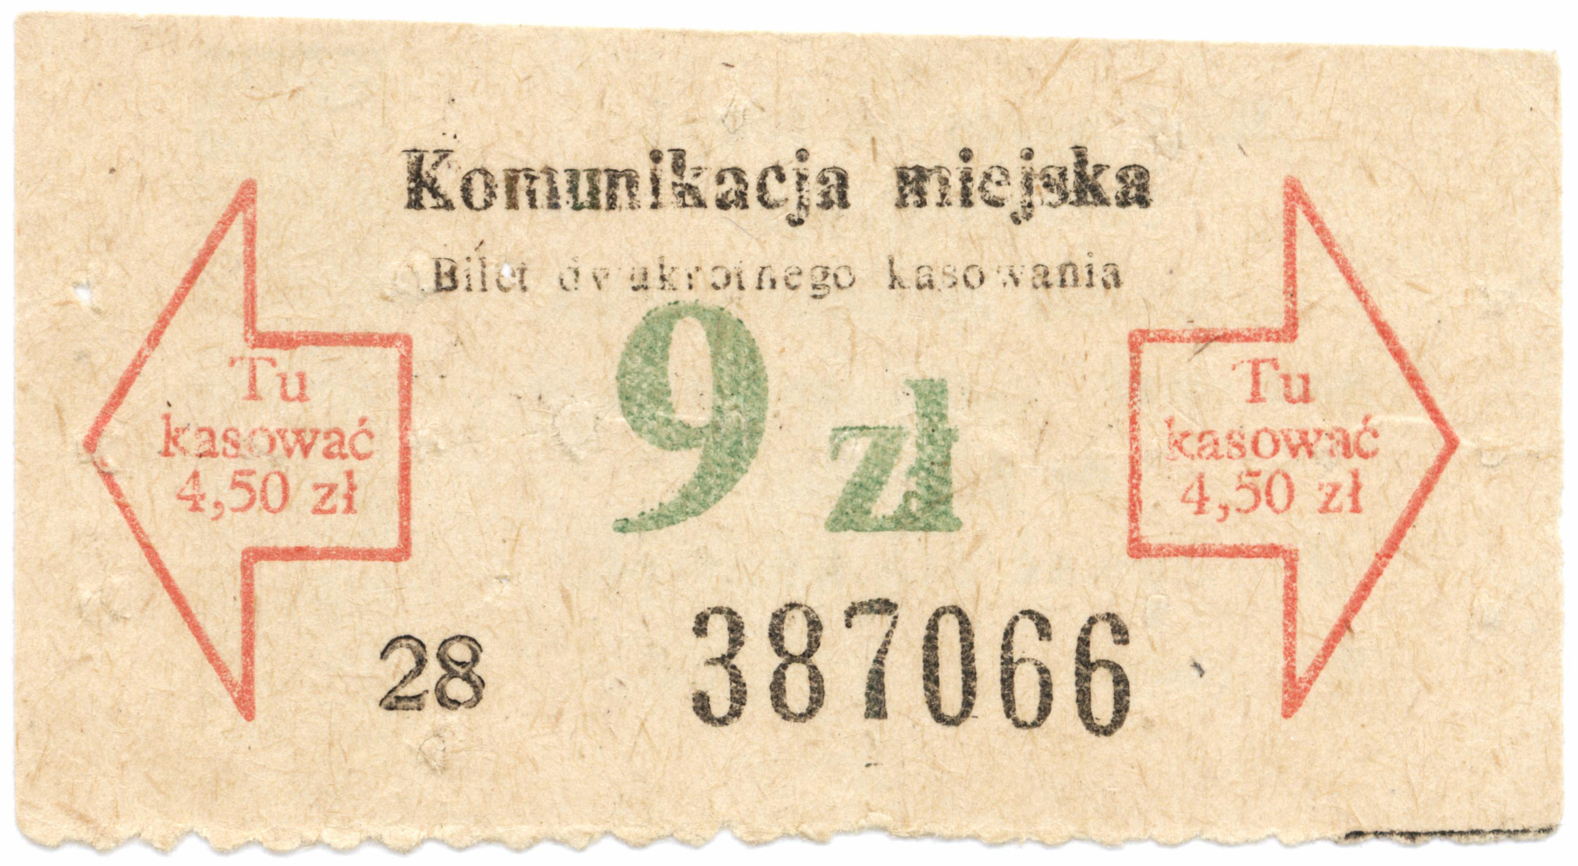 Komunikacja miejska
Bilet dwukrotnego kasowania
9 zł
Tu
kasować
4,50 zł
Tu
kasować
4,50 zł
28 387066